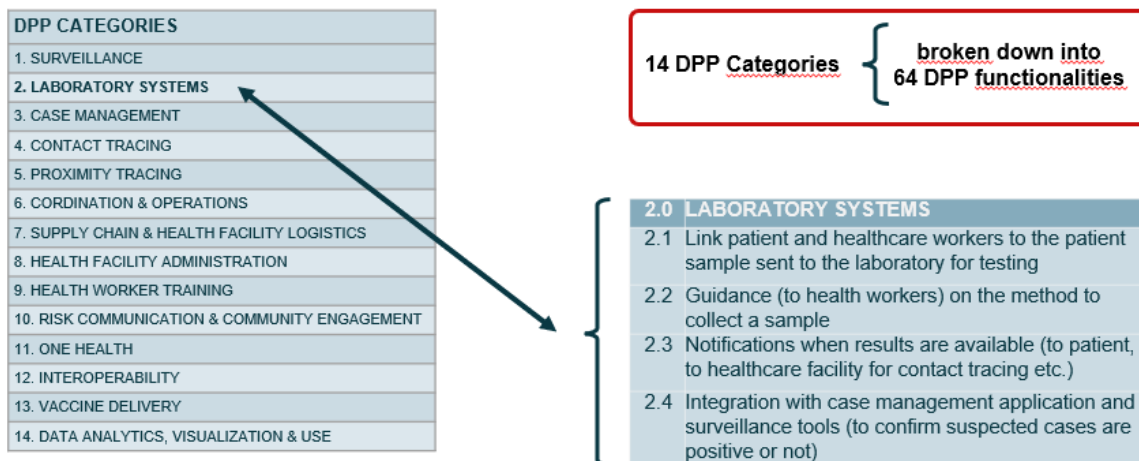 DPP CATEGORIES
1. SURVEILLANCE
2. LABORATORY SYSTEMS
3. CASE MANAGEMENT
4. CONTACT TRACING
5. PROXIMITY TRACING
6. CORDINATION & OPERATIONS
7. SUPPLY CHAIN & HEALTH FACILITY LOGISTICS
8. HEALTH FACILITY ADMINISTRATION
9. HEALTH WORKER TRAINING
10. RISK COMMUNICATION & COMMUNITY ENGAGEMENT
11. ONE HEALTH
12. INTEROPERABILITY
13. VACCINE DELIVERY
14. DATA ANALYTICS, VISUALIZATION & USE
14 DPP Categories
broken down into
64 DPP functionalities
2.0 LABORATORY SYSTEMS
2.1 Link patient and healthcare workers to the patient
sample sent to the laboratory for testing
2.2 Guidance (to health workers) on the method to
collect a sample
2.3 Notifications when results are available (to patient,
to healthcare facility for contact tracing etc.)
2.4 Integration with case management application and
surveillance tools (to confirm suspected cases are
positive or not)